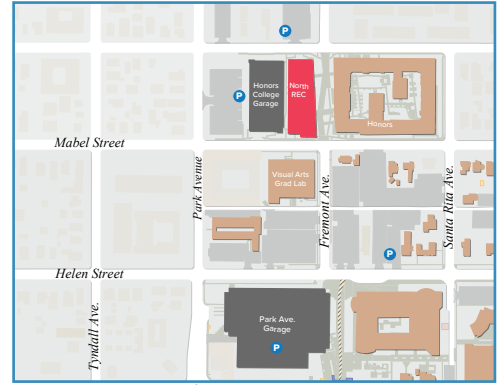 P
P
Honors
College
Garage
North
REC
Honors
Mabel Street
Park Avenue
Visual Arts
Grad Lab
Fremont Ave.
Santa Rita Ave.
P
Helen Street
Tyndall Ave.
Park Ave.
Garage
P